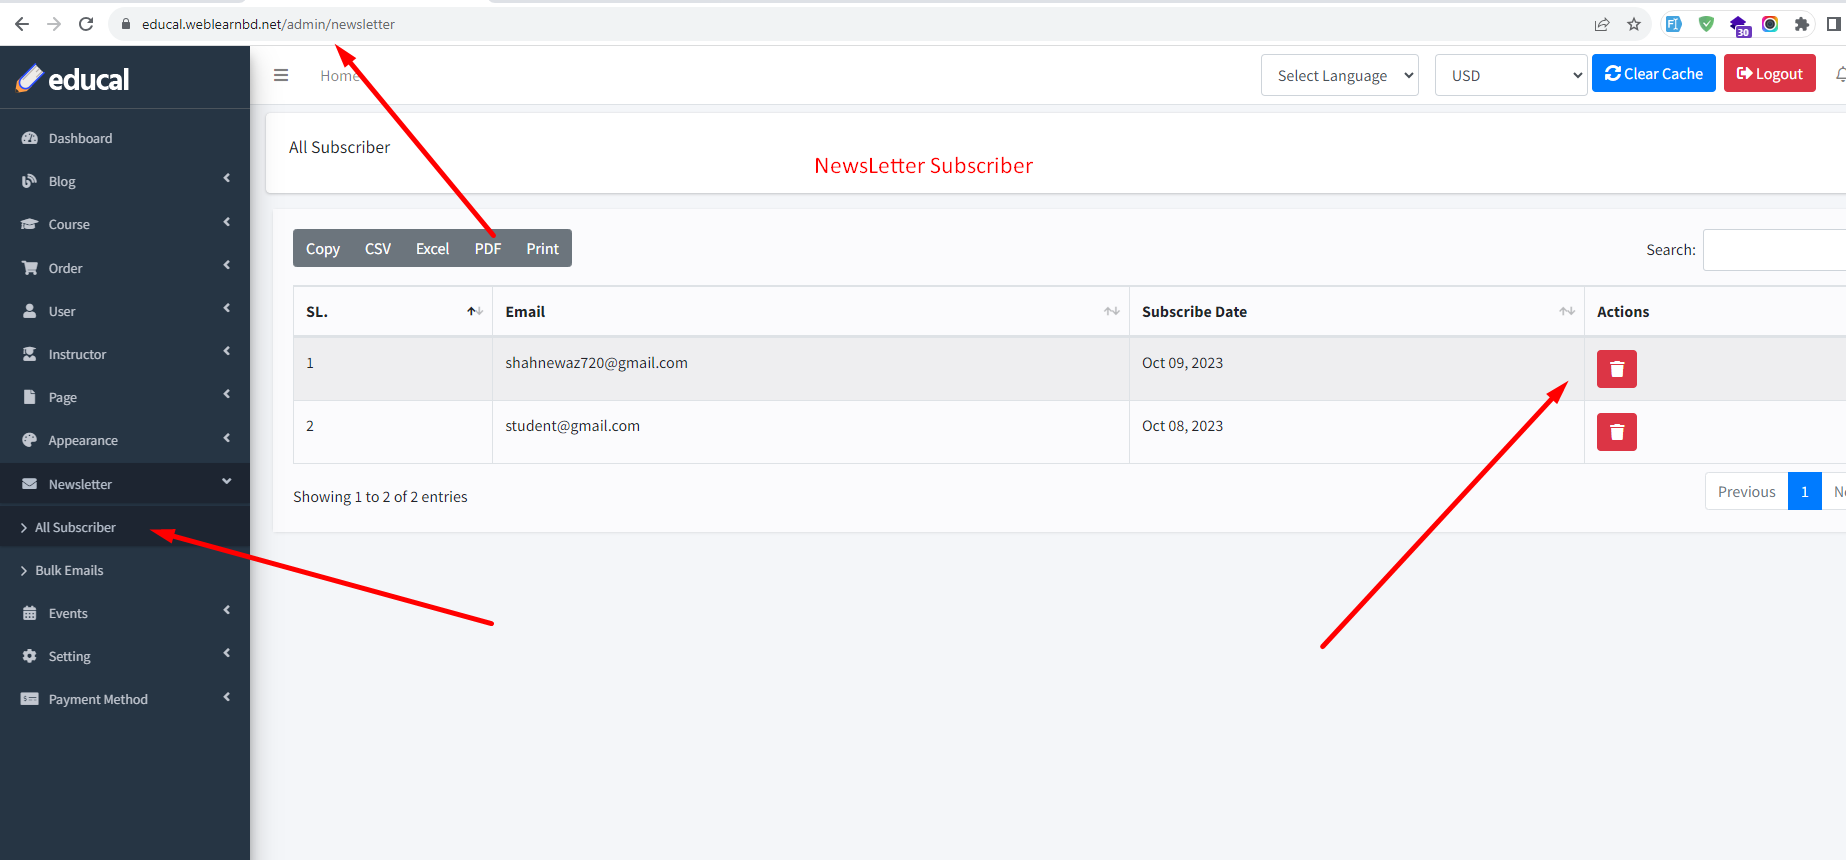 educal.weblearnbd.net/admin/newsletter
30
educal
Home
Select Language
USD
Clear Cache
Logout
Dashboard
Blog
Course
Order
User
Instructor
Page
Appearance
Newsletter
All Subscriber
Bulk Emails
Events
Setting
Payment Method
All Subscriber
NewsLetter Subscriber
Copy CSV Excel PDF Print
Search:
SL. Email Subscribe Date Actions
1 shahnewaz720@gmail.com Oct 09, 2023
2 student@gmail.com Oct 08, 2023
Showing 1 to 2 of 2 entries
Previous 1